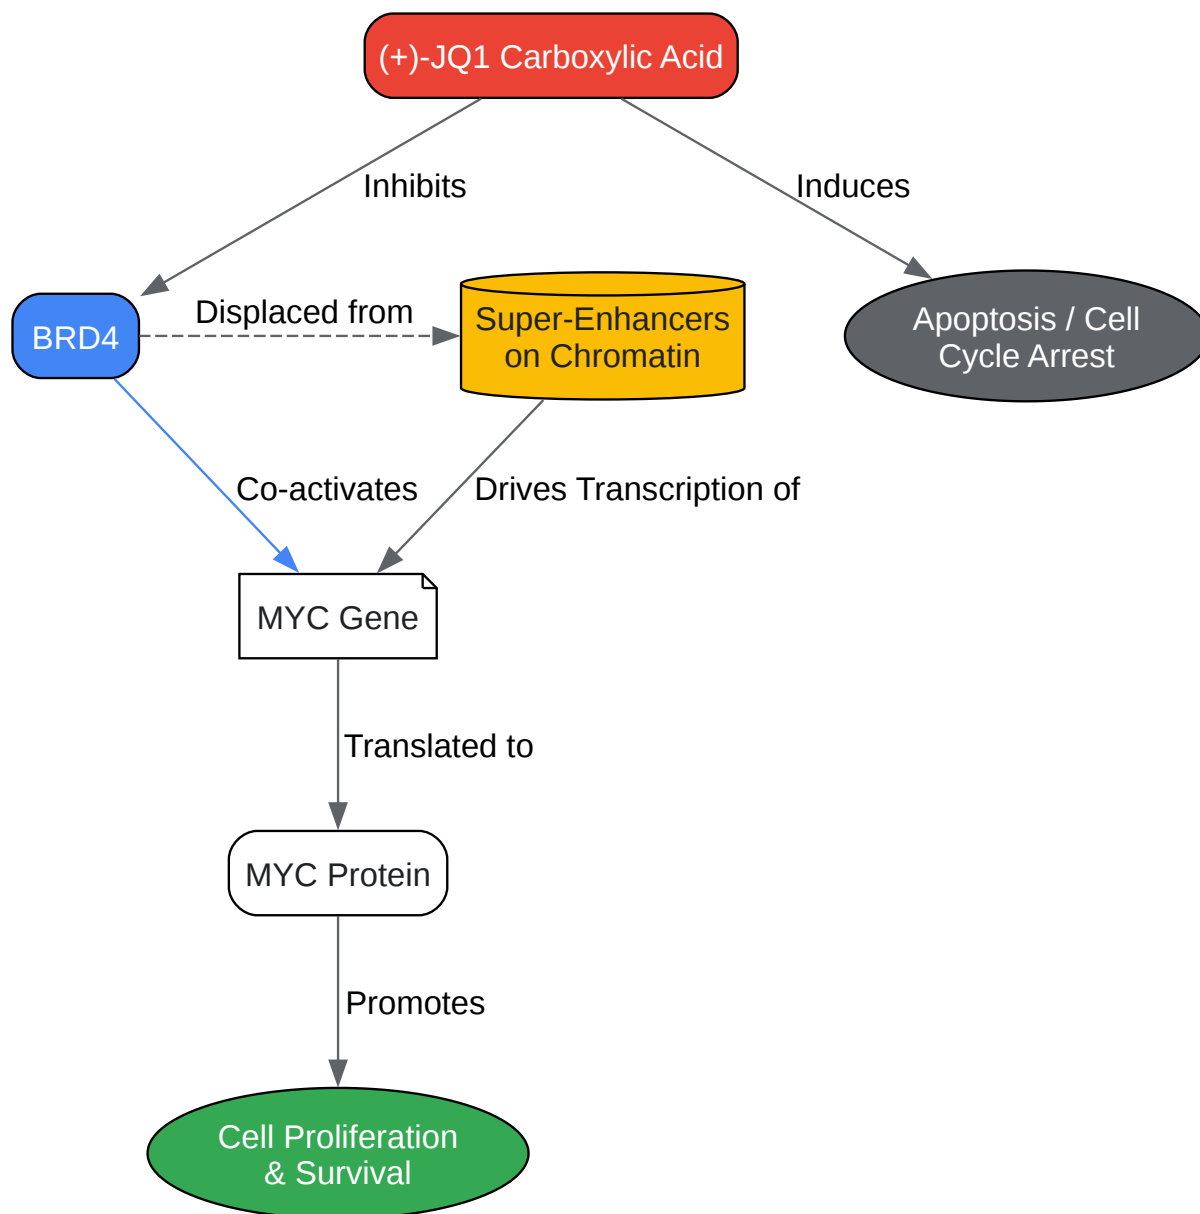 (+)-JQ1 Carboxylic Acid
Inhibits
Induces
Displaced from
BRD4
Super-Enhancers
on Chromatin
Apoptosis / Cell
Cycle Arrest
Co-activates
Drives Transcription of
MYC Gene
Translated to
MYC Protein
Promotes
Cell Proliferation
& Survival